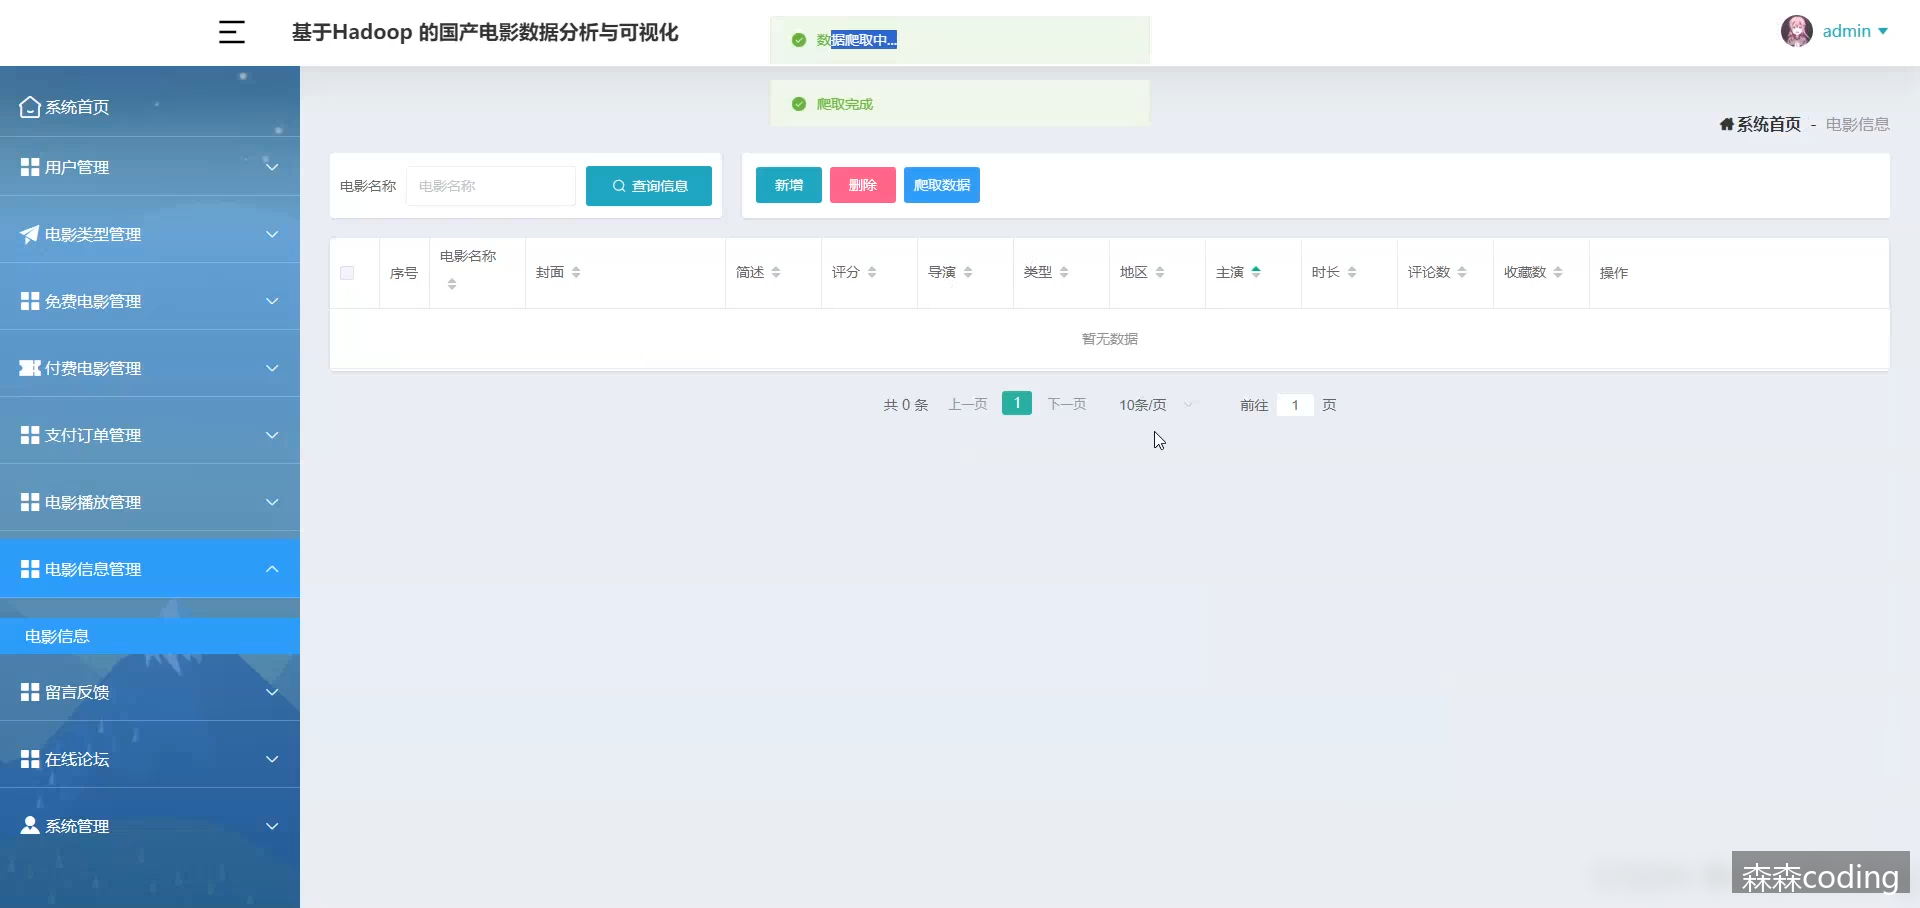 基于Hadoop 的国产电影数据分析与可视化
数据爬取中...
admin
爬取完成
系统首页 - 电影信息
系统首页
用户管理
电影类型管理
免费电影管理
付费电影管理
支付订单管理
电影播放管理
电影信息管理
电影信息
留言反馈
在线论坛
系统管理
电影名称 电影名称 查询信息 新增 删除 爬取数据
序号 电影名称 封面 简述 评分 导演 类型 地区 主演 时长 评论数 收藏数 操作
暂无数据
共 0 条 上一页 1 下一页 10条/页 前往 1 页
森森coding